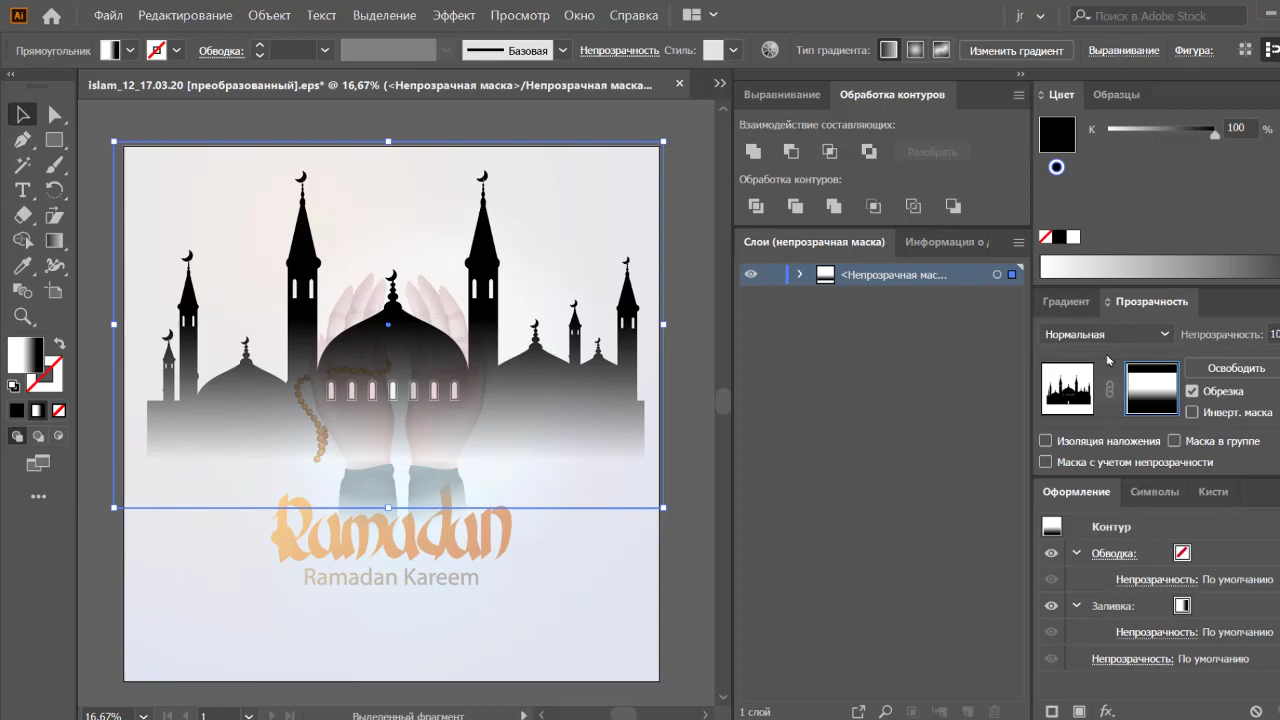 Ai Файл Редактирование Объект Текст Выделение Эффект Просмотр Окно Справка jr Поиск в Adobe Stock
Прямоугольник Обводка: Базовая Непрозрачность Стиль: Тип градиента: Изменить градиент Выравнивание Фигура:
islam_12_17.03.20 [преобразованный].eps* @ 16,67% (<Непрозрачная маска>/Непрозрачная маска...
Выравнивание Обработка контуров
Взаимодействие составляющих:
Разобрать
Обработка контуров:
Слои (непрозрачная маска) Информация о
<Непрозрачная мас...
Цвет Образцы
K 100 %
Градиент Прозрачность
Нормальная Непрозрачность: 10
Освободить
Обрезка
Инверт. маска
Изоляция наложения Маска в группе
Маска с учетом непрозрачности
Оформление Символы Кисти
Контур
Обводка:
Непрозрачность: По умолчанию
Заливка:
Непрозрачность: По умолчанию
Непрозрачность: По умолчанию
fx
Ramadan
Ramadan Kareem
16,67% 1 Выделенный фрагмент
1 слой